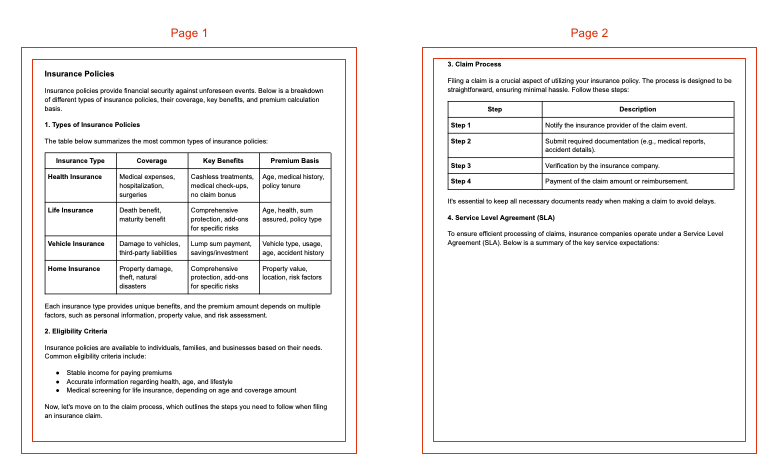 Page 1
Insurance Policies
Insurance policies provide financial security against unforeseen events. Below is a breakdown
of different types of insurance policies, their coverage, key benefits, and premium calculation
basis.
1. Types of Insurance Policies
The table below summarizes the most common types of insurance policies:
Insurance Type Coverage Key Benefits Premium Basis
Health Insurance Medical expenses, hospitalization, surgeries Cashless treatments, medical check-ups, no claim bonus Age, medical history, policy tenure
Life Insurance Death benefit, maturity benefit Comprehensive protection, add-ons for specific risks Age, health, sum assured, policy type
Vehicle Insurance Damage to vehicles, third-party liabilities Lump sum payment, savings/investment Vehicle type, usage, age, accident history
Home Insurance Property damage, theft, natural disasters Comprehensive protection, add-ons for specific risks Property value, location, risk factors
Each insurance type provides unique benefits, and the premium amount depends on multiple
factors, such as personal information, property value, and risk assessment.
2. Eligibility Criteria
Insurance policies are available to individuals, families, and businesses based on their needs.
Common eligibility criteria include:
● Stable income for paying premiums
● Accurate information regarding health, age, and lifestyle
● Medical screening for life insurance, depending on age and coverage amount
Now, let's move on to the claim process, which outlines the steps you need to follow when filing
an insurance claim.
Page 2
3. Claim Process
Filing a claim is a crucial aspect of utilizing your insurance policy. The process is designed to be
straightforward, ensuring minimal hassle. Follow these steps:
Step Description
Step 1 Notify the insurance provider of the claim event.
Step 2 Submit required documentation (e.g., medical reports, accident details).
Step 3 Verification by the insurance company.
Step 4 Payment of the claim amount or reimbursement.
It's essential to keep all necessary documents ready when making a claim to avoid delays.
4. Service Level Agreement (SLA)
To ensure efficient processing of claims, insurance companies operate under a Service Level
Agreement (SLA). Below is a summary of the key service expectations: